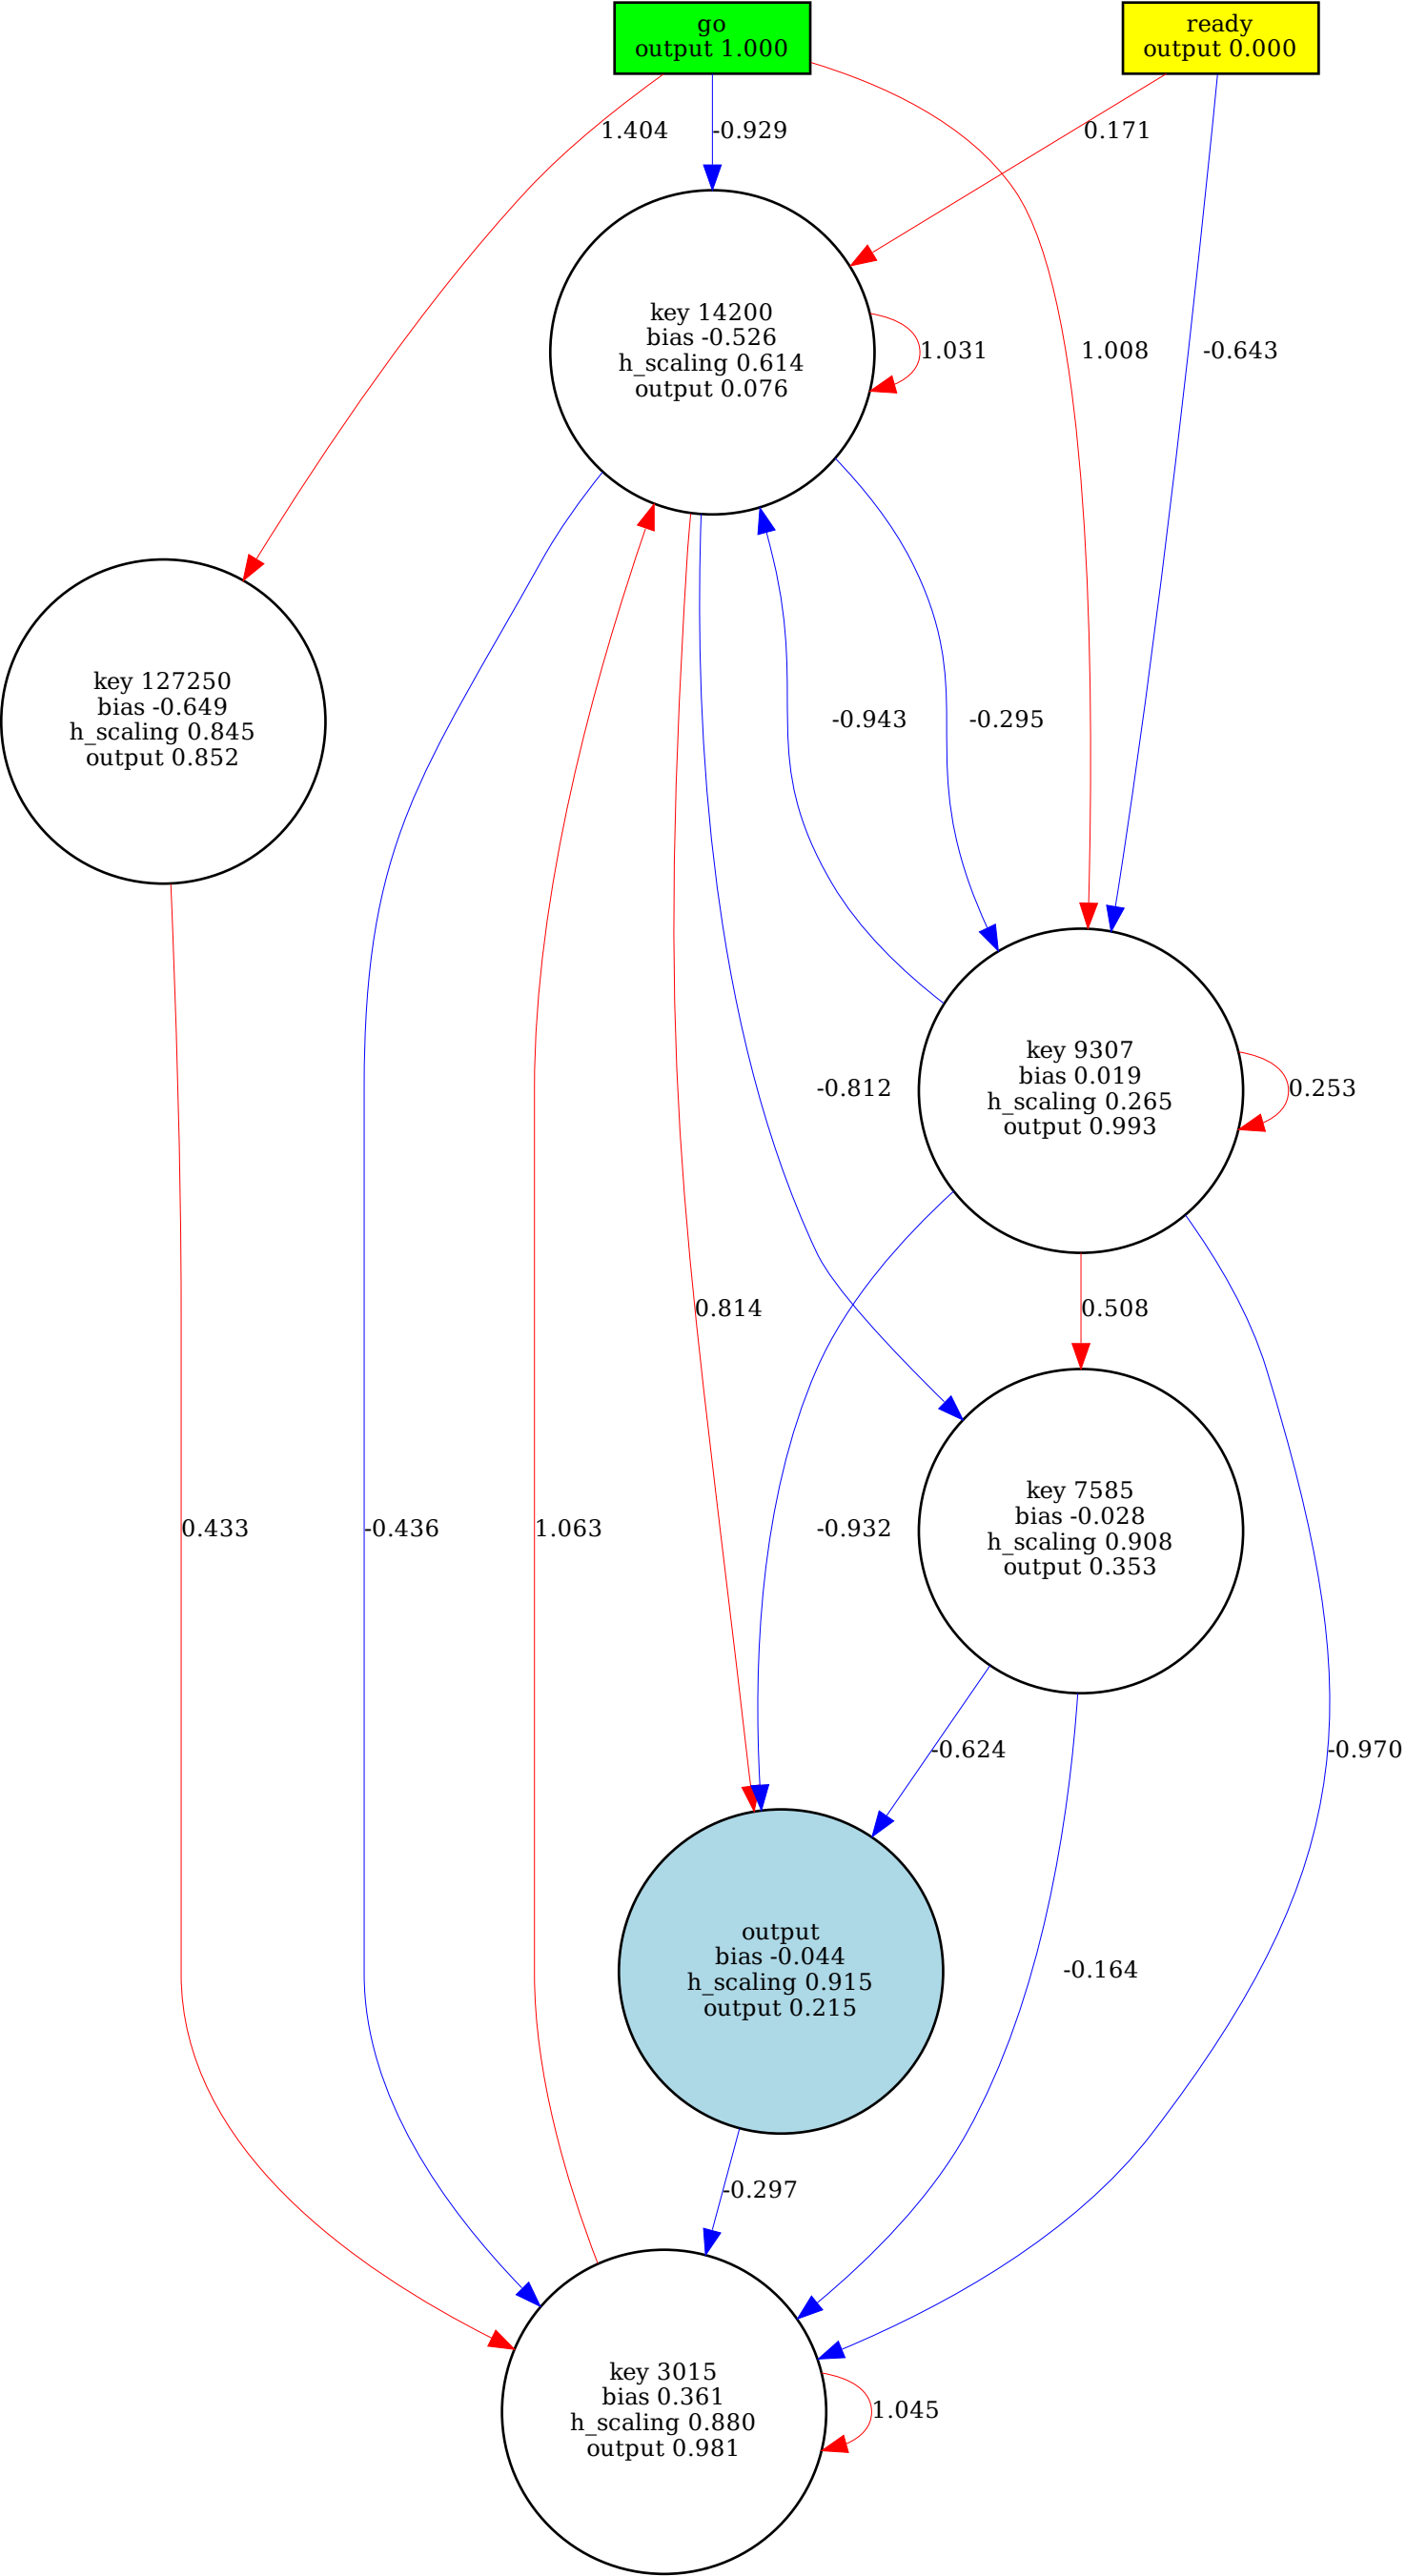 go
output 1.000
ready
output 0.000
1.404
-0.929
0.171
key 14200
bias -0.526
h_scaling 0.614
output 0.076
1.031
1.008
-0.643
key 127250
bias -0.649
h_scaling 0.845
output 0.852
-0.943
-0.295
key 9307
bias 0.019
h_scaling 0.265
output 0.993
-0.812
0.253
0.814
0.508
key 7585
bias -0.028
h_scaling 0.908
output 0.353
0.433
-0.436
1.063
-0.932
-0.624
-0.970
output
bias -0.044
h_scaling 0.915
output 0.215
-0.164
-0.297
key 3015
bias 0.361
h_scaling 0.880
output 0.981
1.045